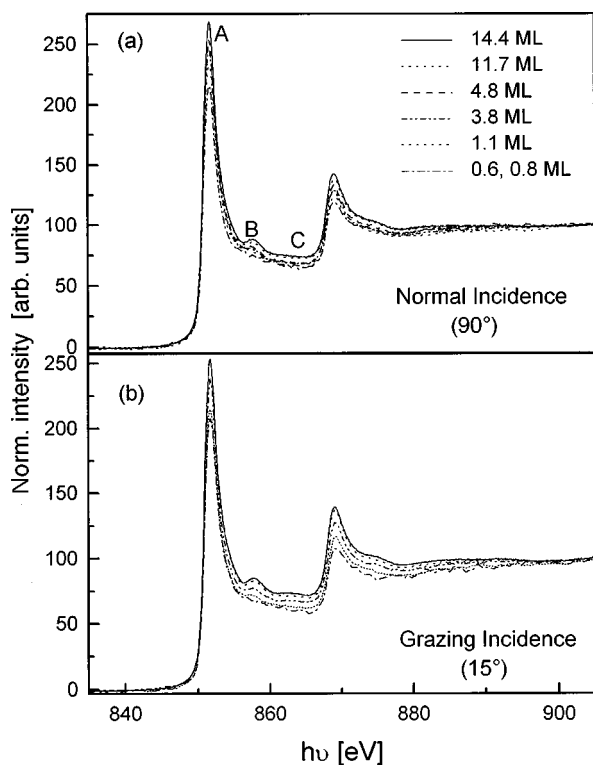 (a)
A
B
C
14.4 ML
11.7 ML
4.8 ML
3.8 ML
1.1 ML
0.6, 0.8 ML
250
200
150
100
50
0
Normal Incidence
(90°)
Norm. intensity [arb. units]
(b)
250
200
150
100
50
0
Grazing Incidence
(15°)
840
860
880
900
hυ [eV]